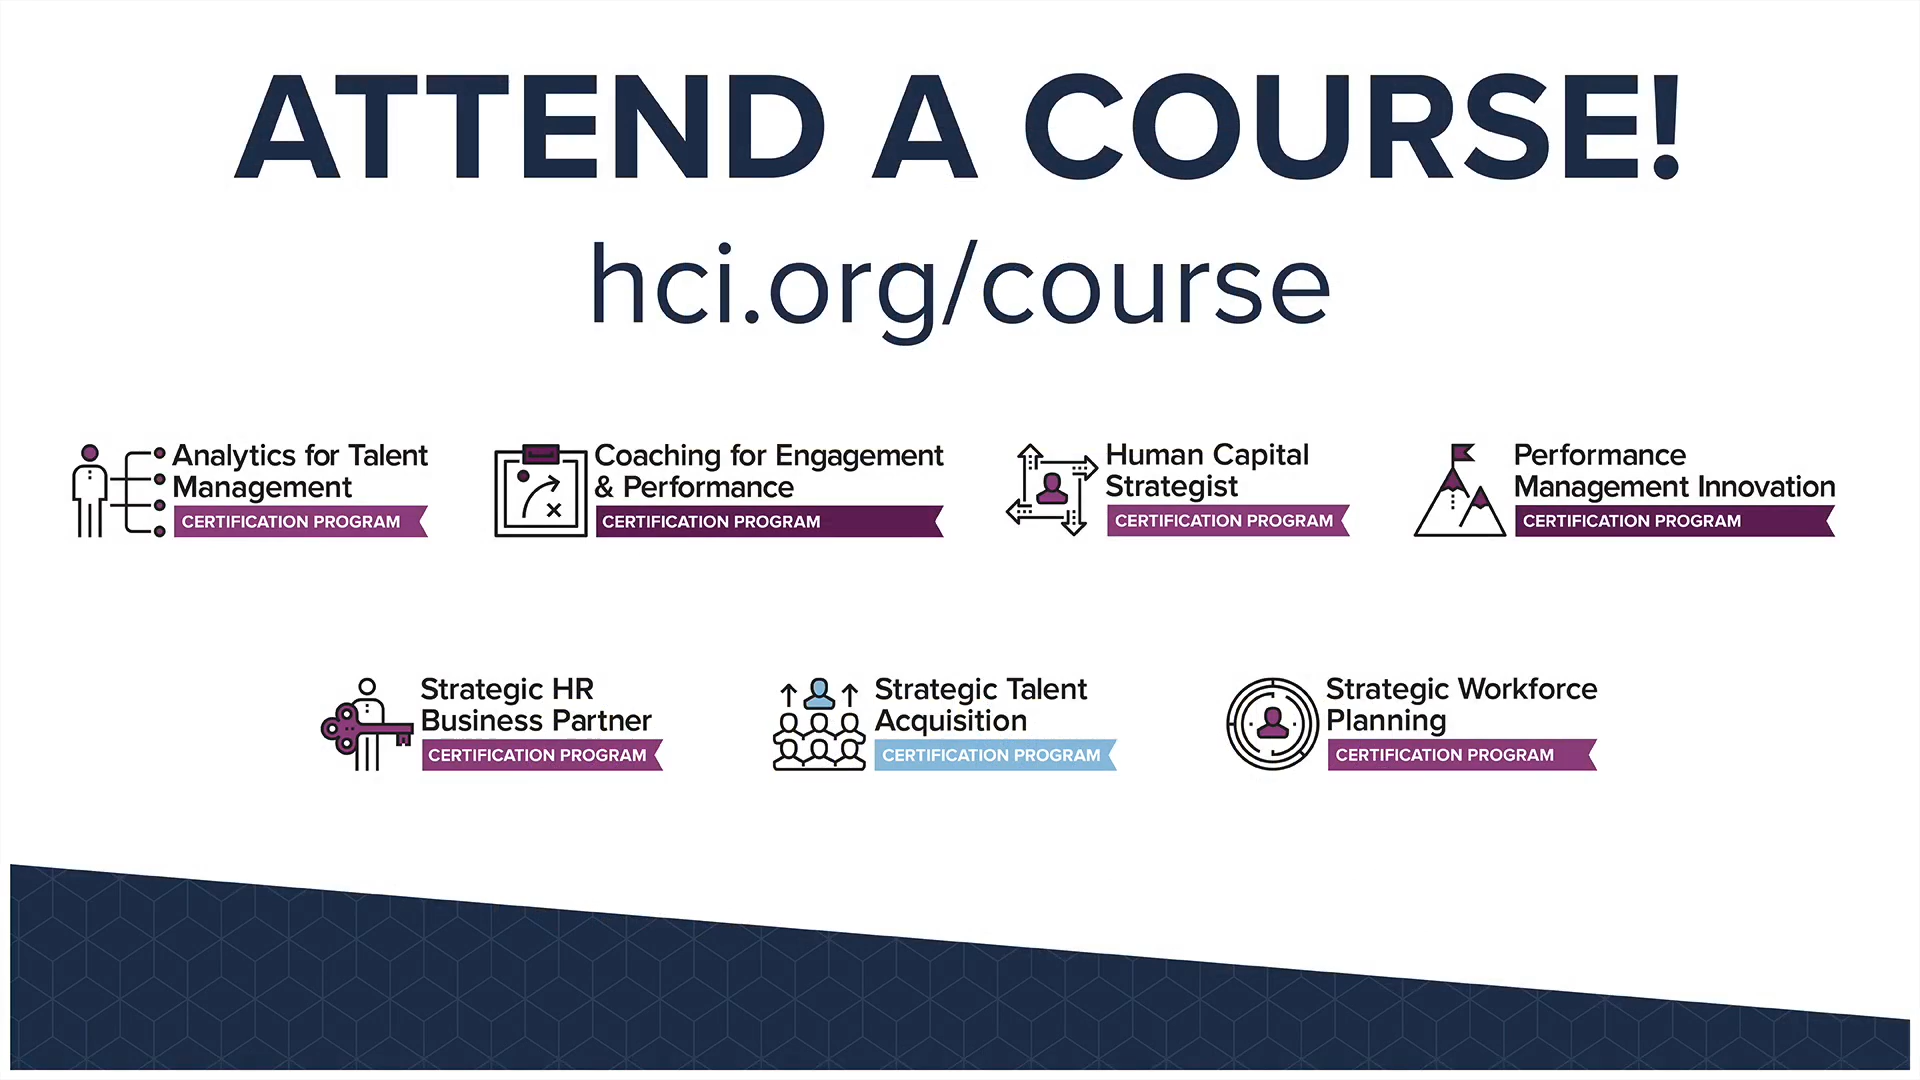 ATTEND A COURSE!
hci.org/course
Analytics for Talent
Management
CERTIFICATION PROGRAM
Coaching for Engagement
& Performance
CERTIFICATION PROGRAM
Human Capital
Strategist
CERTIFICATION PROGRAM
Performance
Management Innovation
CERTIFICATION PROGRAM
Strategic HR
Business Partner
CERTIFICATION PROGRAM
Strategic Talent
Acquisition
CERTIFICATION PROGRAM
Strategic Workforce
Planning
CERTIFICATION PROGRAM